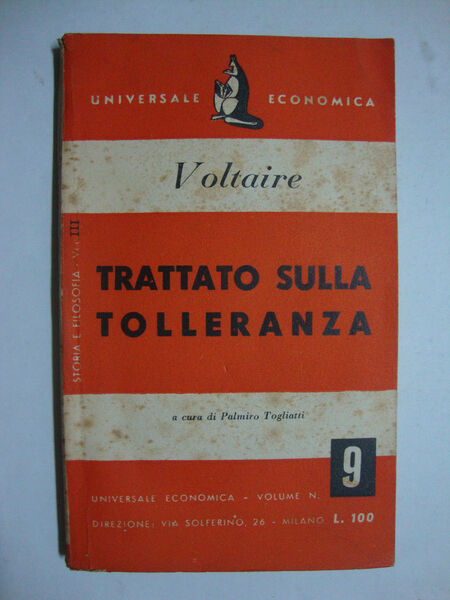 UNIVERSALE ECONOMICA
Voltaire
TRATTATO SULLA
TOLLERANZA
a cura di Palmiro Togliatti
9
UNIVERSALE ECONOMICA - VOLUME N.
DIREZIONE: VIA SOLFERINO, 26 - MILANO L. 100
STORIA E FILOSOFIA - Vol. III